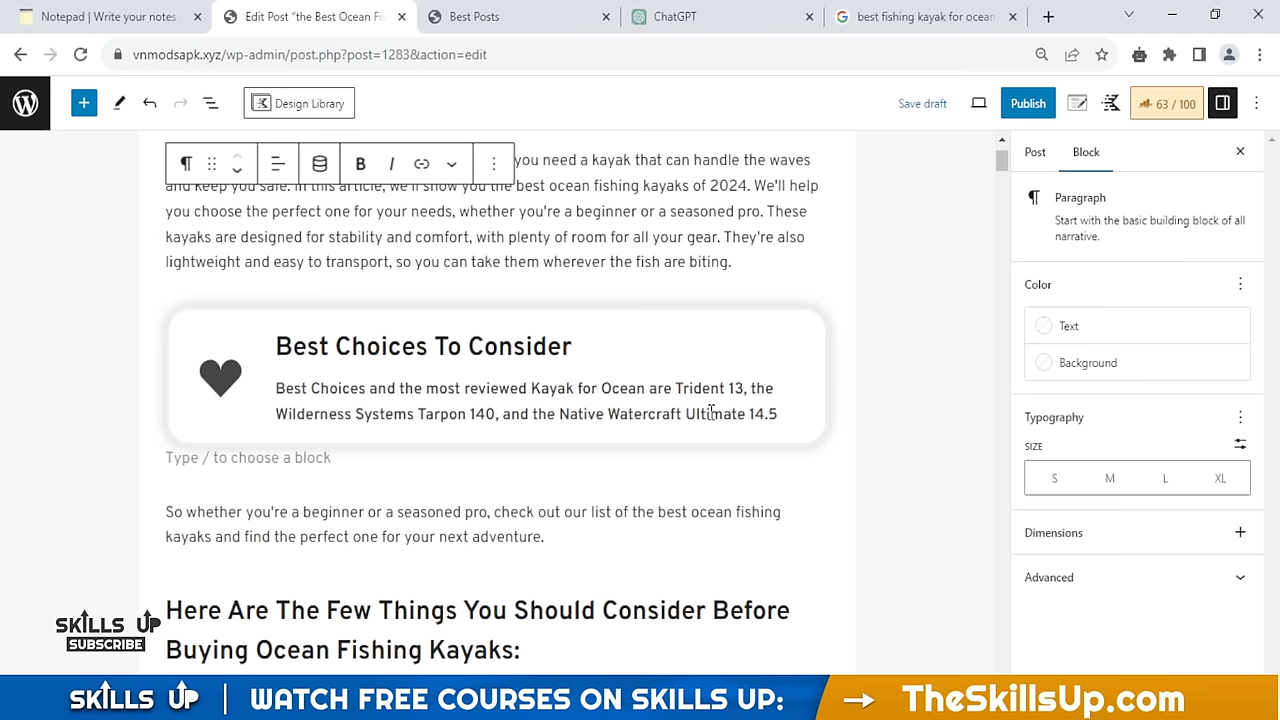 Notepad | Write your notes
Edit Post "the Best Ocean Fis
Best Posts
ChatGPT
best fishing kayak for ocean
vnmodsapk.xyz/wp-admin/post.php?post=1283&action=edit
Design Library
Save draft
Publish
63 / 100
B I
you need a kayak that can handle the waves
and keep you safe. In this article, we'll show you the best ocean fishing kayaks of 2024. We'll help
you choose the perfect one for your needs, whether you're a beginner or a seasoned pro. These
kayaks are designed for stability and comfort, with plenty of room for all your gear. They're also
lightweight and easy to transport, so you can take them wherever the fish are biting.
Best Choices To Consider
Best Choices and the most reviewed Kayak for Ocean are Trident 13, the
Wilderness Systems Tarpon 140, and the Native Watercraft Ultimate 14.5
Type / to choose a block
So whether you're a beginner or a seasoned pro, check out our list of the best ocean fishing
kayaks and find the perfect one for your next adventure.
Here Are The Few Things You Should Consider Before
Buying Ocean Fishing Kayaks:
Post Block
Paragraph
Start with the basic building block of all
narrative.
Color
Text
Background
Typography
SIZE
S M L XL
Dimensions
Advanced
SKILLS UP
SUBSCRIBE
SKILLS UP | WATCH FREE COURSES ON SKILLS UP: TheSkillsUp.com